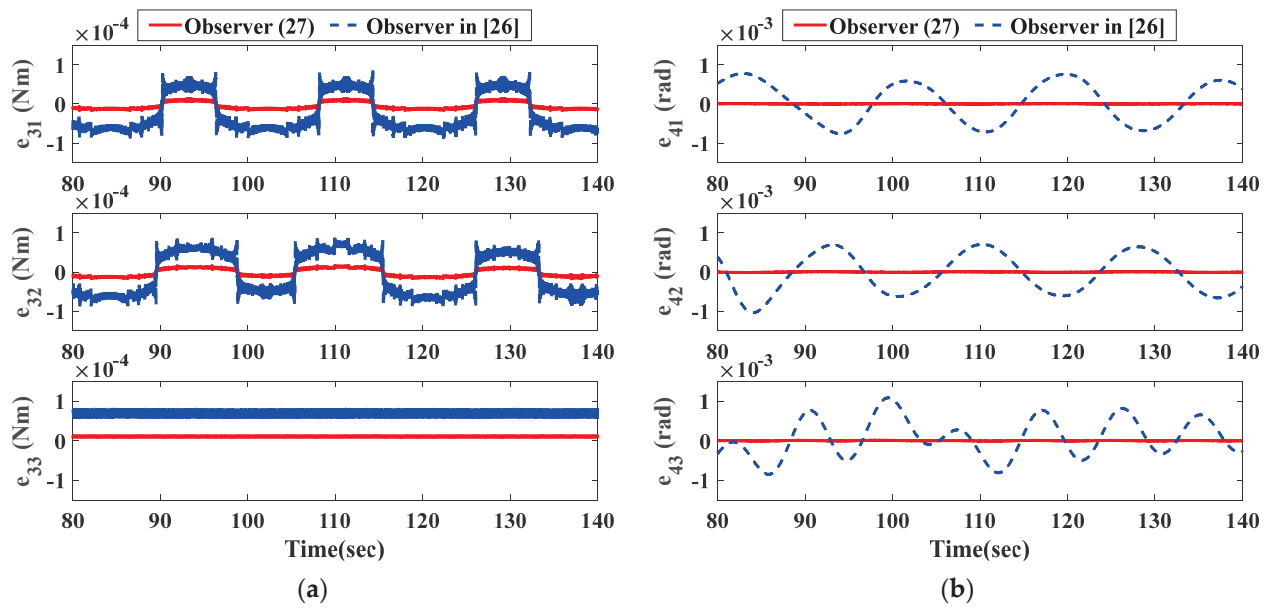 Observer (27) Observer in [26]
×10⁻⁴
e₃₁ (Nm)
1
0
-1
80 90 100 110 120 130 140
×10⁻⁴
e₃₂ (Nm)
1
0
-1
80 90 100 110 120 130 140
×10⁻⁴
e₃₃ (Nm)
1
0
-1
80 90 100 110 120 130 140
Time(sec)
(a)
Observer (27) Observer in [26]
×10⁻³
e₄₁ (rad)
1
0
-1
80 90 100 110 120 130 140
×10⁻³
e₄₂ (rad)
1
0
-1
80 90 100 110 120 130 140
×10⁻³
e₄₃ (rad)
1
0
-1
80 90 100 110 120 130 140
Time(sec)
(b)